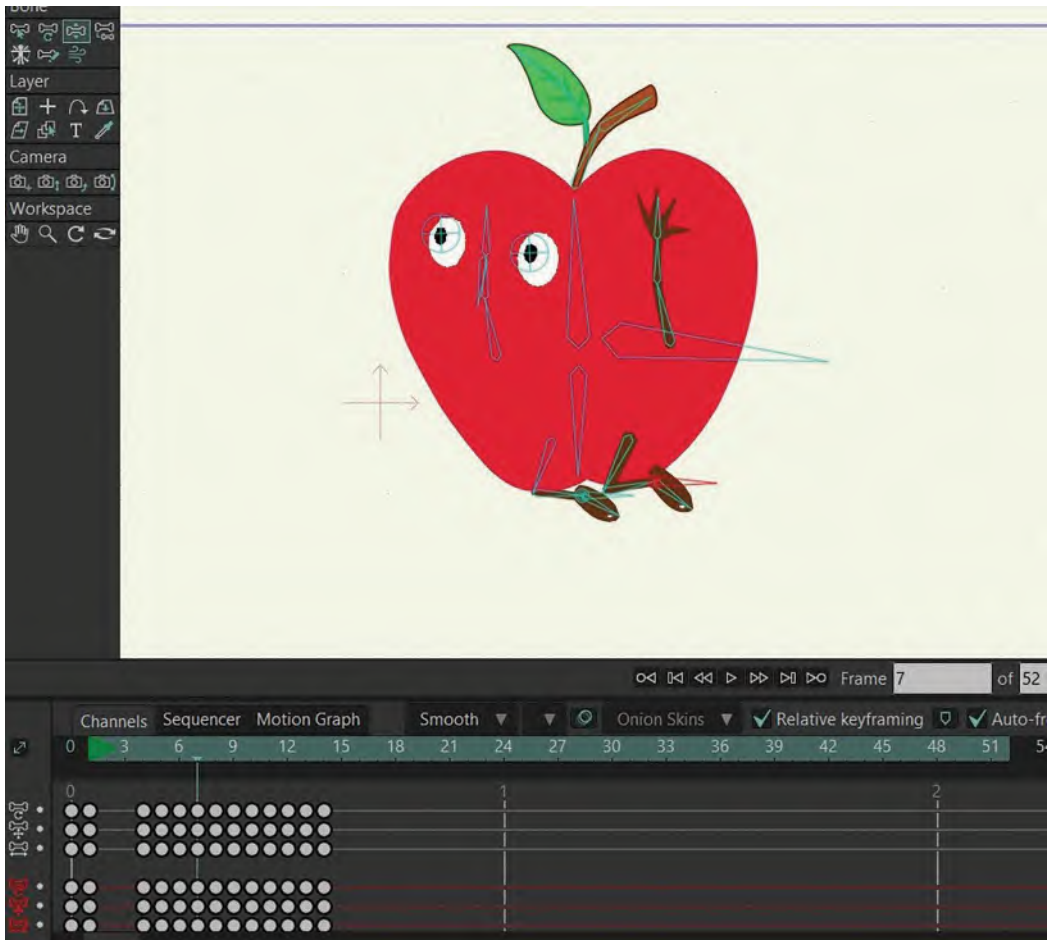 Bone
Layer
T
Camera
Workspace
Frame 7 of 52
Channels Sequencer Motion Graph Smooth Onion Skins Relative keyframing Auto-fr
0 3 6 9 12 15 18 21 24 27 30 33 36 39 42 45 48 51 54
0 1 2